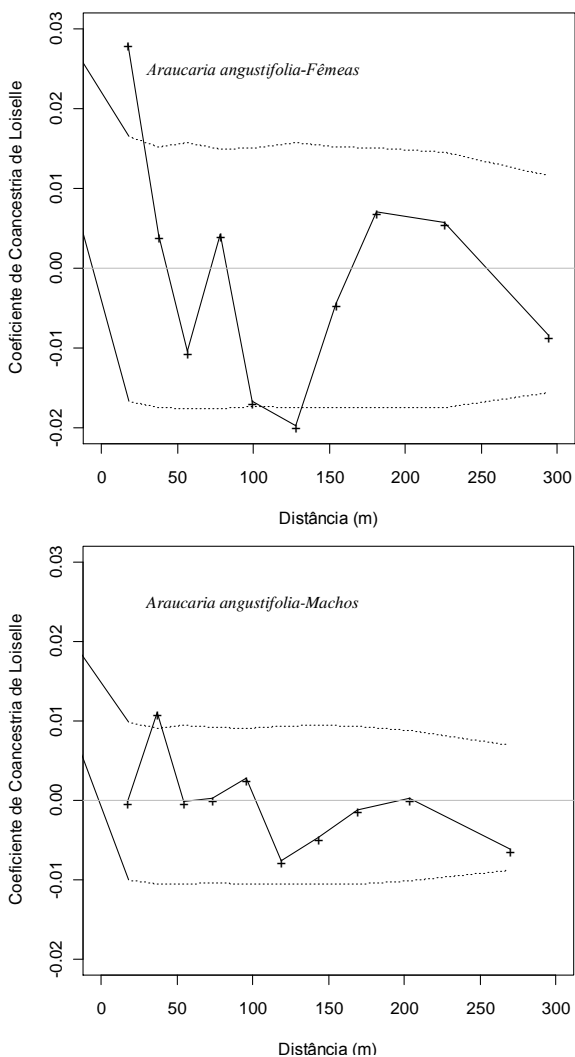 0.03
0.02
0.01
0.00
-0.01
-0.02
Coeficiente de Coancestria de Loiselle
Araucaria angustifolia-Fêmeas
0 50 100 150 200 250 300
Distância (m)
0.03
0.02
0.01
0.00
-0.01
-0.02
Coeficiente de Coancestria de Loiselle
Araucaria angustifolia-Machos
0 50 100 150 200 250 300
Distância (m)